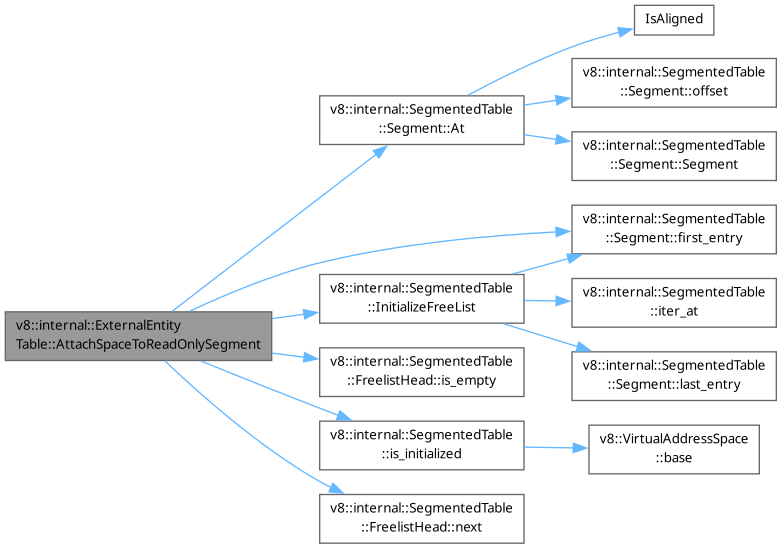 IsAligned
v8::internal::SegmentedTable
::Segment::offset
v8::internal::SegmentedTable
::Segment::At
v8::internal::SegmentedTable
::Segment::Segment
v8::internal::SegmentedTable
::Segment::first_entry
v8::internal::SegmentedTable
::InitializeFreeList
v8::internal::SegmentedTable
::iter_at
v8::internal::ExternalEntity
Table::AttachSpaceToReadOnlySegment
v8::internal::SegmentedTable
::FreelistHead::is_empty
v8::internal::SegmentedTable
::Segment::last_entry
v8::internal::SegmentedTable
::is_initialized
v8::VirtualAddressSpace
::base
v8::internal::SegmentedTable
::FreelistHead::next